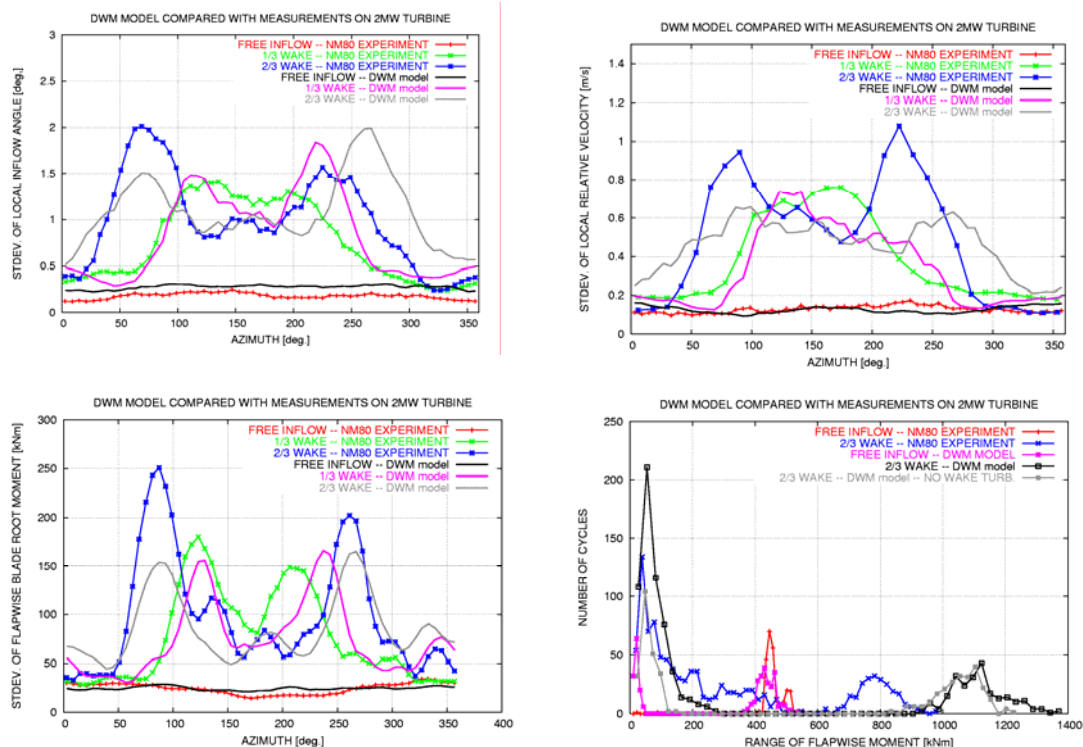 DWM MODEL COMPARED WITH MEASUREMENTS ON 2MW TURBINE
STDEV. OF LOCAL INFLOW ANGLE [deg.]
3
2.5
2
1.5
1
0.5
0
FREE INFLOW -- NM80 EXPERIMENT
1/3 WAKE -- NM80 EXPERIMENT
2/3 WAKE -- NM80 EXPERIMENT
FREE INFLOW -- DWM model
1/3 WAKE -- DWM model
2/3 WAKE -- DWM model
0 50 100 150 200 250 300 350
AZIMUTH [deg.]
DWM MODEL COMPARED WITH MEASUREMENTS ON 2MW TURBINE
STDEV. OF LOCAL RELATIVE VELOCITY [m/s]
1.4
1.2
1
0.8
0.6
0.4
0.2
0
FREE INFLOW -- NM80 EXPERIMENT
1/3 WAKE -- NM80 EXPERIMENT
2/3 WAKE -- NM80 EXPERIMENT
FREE INFLOW -- DWM model
1/3 WAKE -- DWM model
2/3 WAKE -- DWM model
0 50 100 150 200 250 300 350
AZIMUTH [deg.]
DWM MODEL COMPARED WITH MEASUREMENTS ON 2MW TURBINE
STDEV. OF FLAPWISE BLADE ROOT MOMENT [kNm]
300
250
200
150
100
50
0
FREE INFLOW -- NM80 EXPERIMENT
1/3 WAKE -- NM80 EXPERIMENT
2/3 WAKE -- NM80 EXPERIMENT
FREE INFLOW -- DWM model
1/3 WAKE -- DWM model
2/3 WAKE -- DWM model
0 50 100 150 200 250 300 350 400
AZIMUTH [deg.]
DWM MODEL COMPARED WITH MEASUREMENTS ON 2MW TURBINE
NUMBER OF CYCLES
250
200
150
100
50
0
FREE INFLOW -- NM80 EXPERIMENT
2/3 WAKE -- NM80 EXPERIMENT
FREE INFLOW -- DWM MODEL
2/3 WAKE -- DWM model
2/3 WAKE -- DWM model -- NO WAKE TURB.
0 200 400 600 800 1000 1200 1400
RANGE OF FLAPWISE MOMENT [kNm]